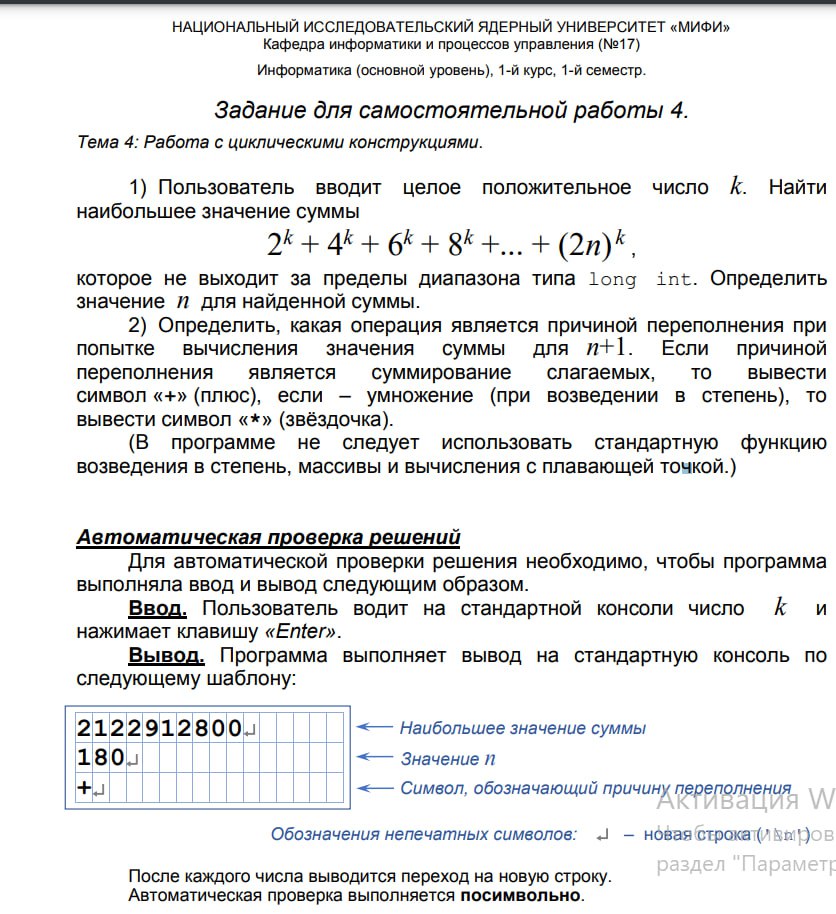 НАЦИОНАЛЬНЫЙ ИССЛЕДОВАТЕЛЬСКИЙ ЯДЕРНЫЙ УНИВЕРСИТЕТ «МИФИ»
Кафедра информатики и процессов управления (№17)
Информатика (основной уровень), 1-й курс, 1-й семестр.
Задание для самостоятельной работы 4.
Тема 4: Работа с циклическими конструкциями.
1) Пользователь вводит целое положительное число k. Найти
наибольшее значение суммы
2^k + 4^k + 6^k + 8^k +... + (2n)^k ,
которое не выходит за пределы диапазона типа long int. Определить
значение n для найденной суммы.
2) Определить, какая операция является причиной переполнения при
попытке вычисления значения суммы для n+1. Если причиной
переполнения является суммирование слагаемых, то вывести
символ «+» (плюс), если – умножение (при возведении в степень), то
вывести символ «*» (звёздочка).
(В программе не следует использовать стандартную функцию
возведения в степень, массивы и вычисления с плавающей точкой.)
Автоматическая проверка решений
Для автоматической проверки решения необходимо, чтобы программа
выполняла ввод и вывод следующим образом.
Ввод. Пользователь водит на стандартной консоли число k и
нажимает клавишу «Enter».
Вывод. Программа выполняет вывод на стандартную консоль по
следующему шаблону:
2122912800↵ Наибольшее значение суммы
180↵ Значение n
+↵ Символ, обозначающий причину переполнения
Активация W
Обозначения непечатных символов: ↵ – новая строка ('\n')
раздел "Параметр
После каждого числа выводится переход на новую строку.
Автоматическая проверка выполняется посимвольно.